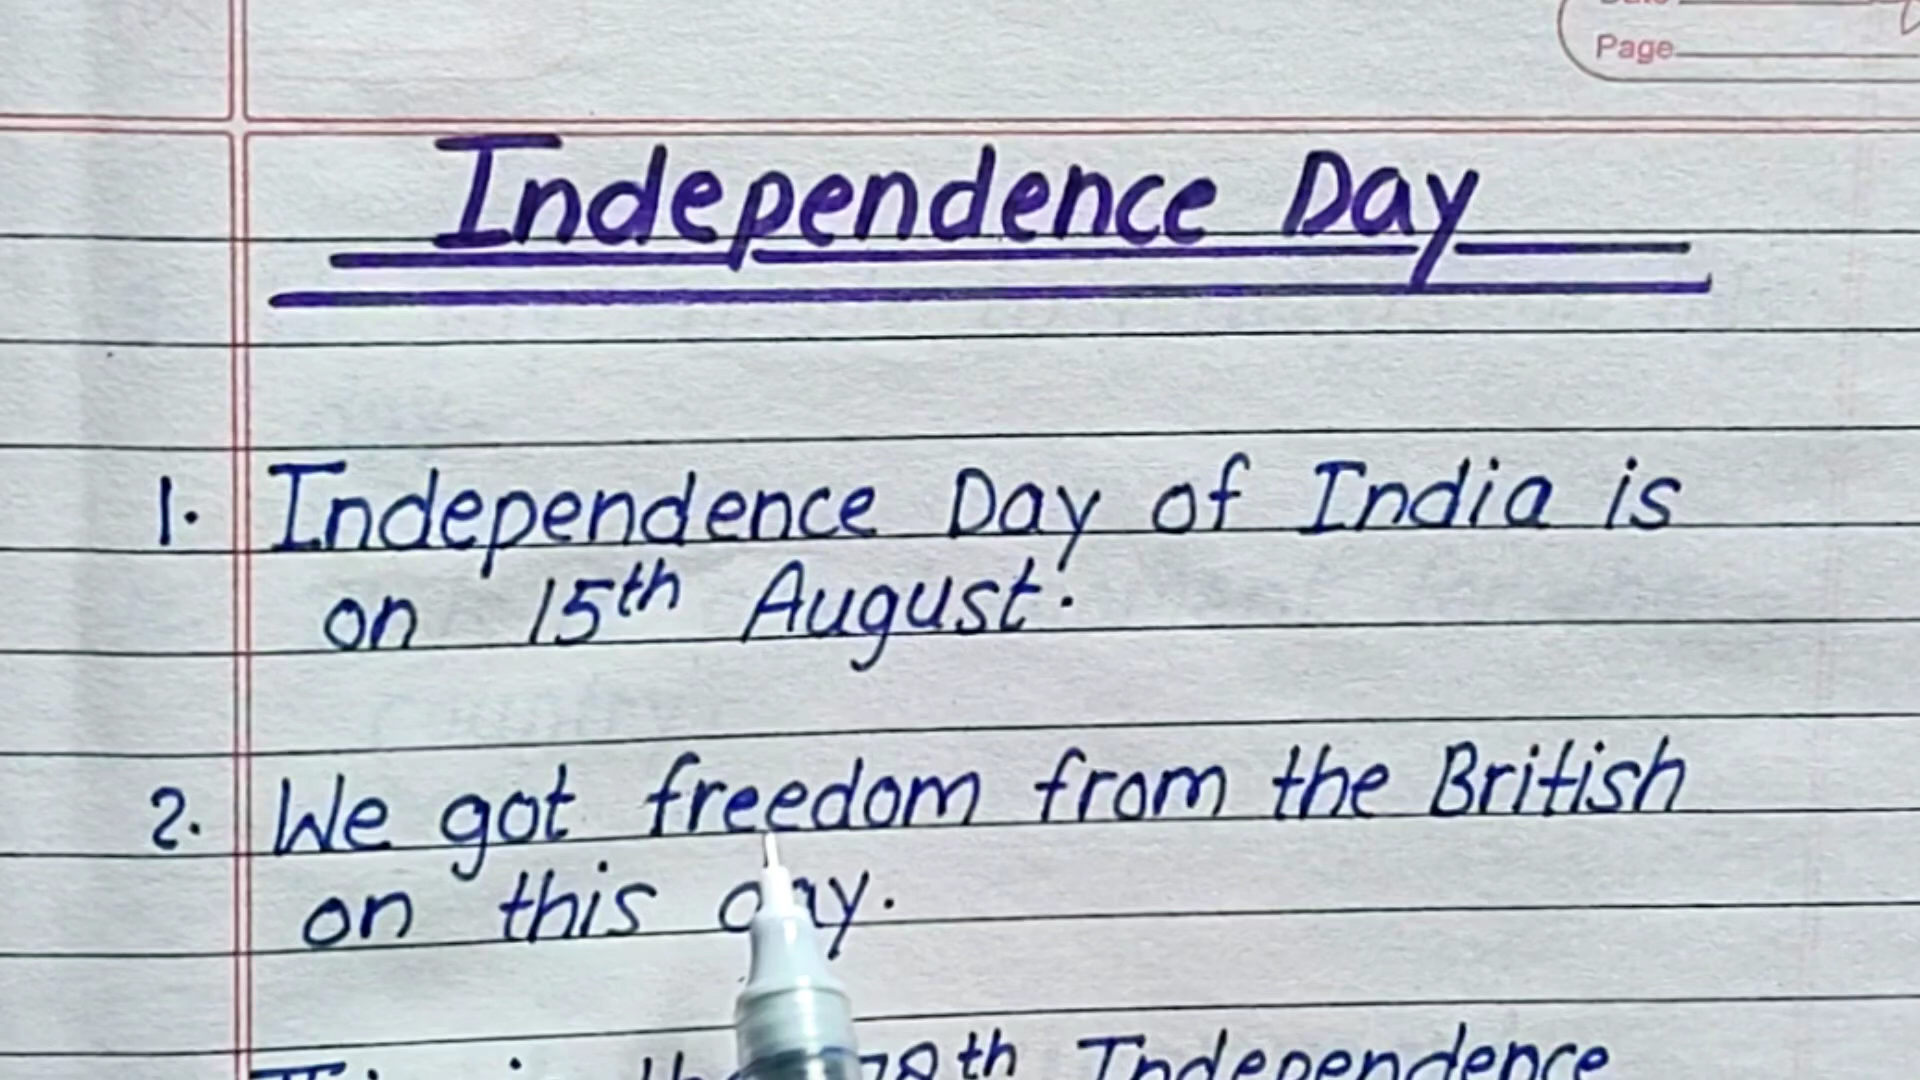 Page
Independence Day
1. Independence Day of India is
on 15th August.
2. We got freedom from the British
on this day.
th Independence